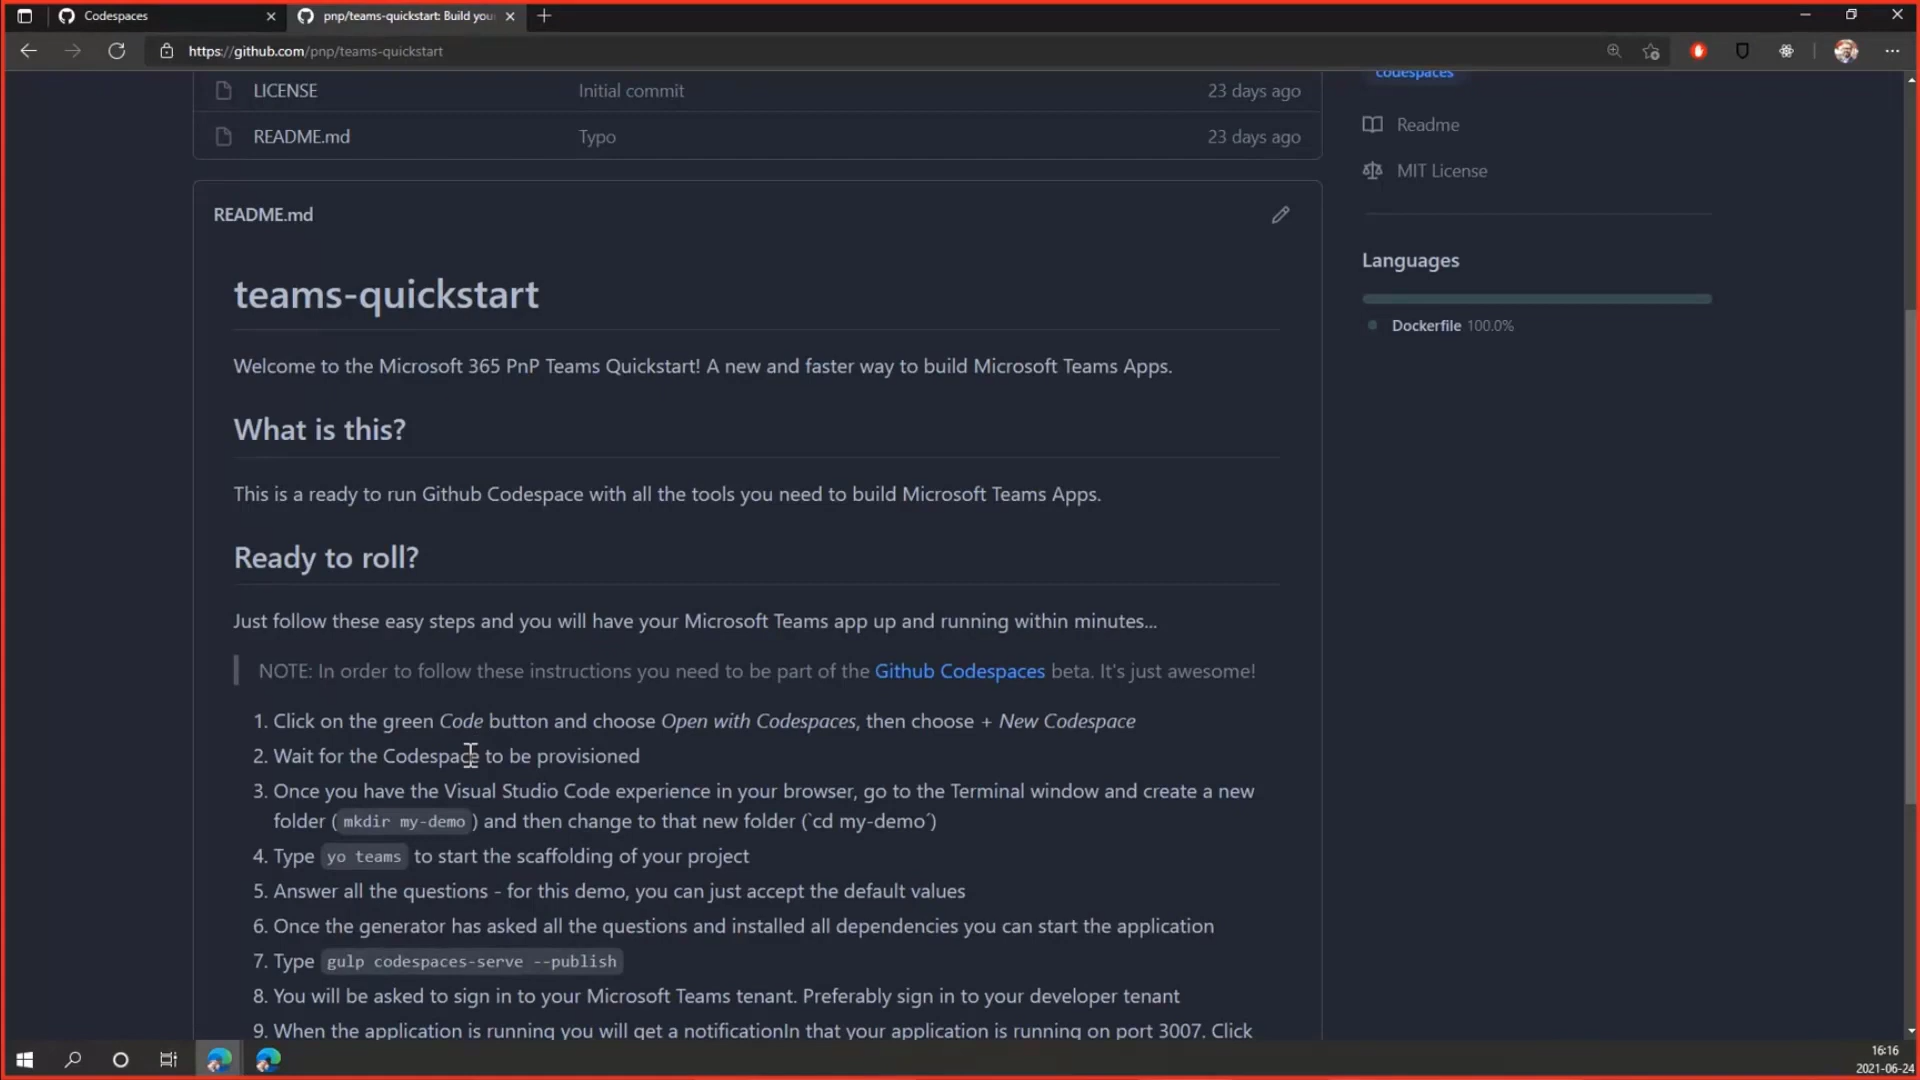 Codespaces
pnp/teams-quickstart: Build you
https://github.com/pnp/teams-quickstart
LICENSE Initial commit 23 days ago
README.md Typo 23 days ago
codespaces
Readme
MIT License
README.md
Languages
Dockerfile 100.0%
teams-quickstart
Welcome to the Microsoft 365 PnP Teams Quickstart! A new and faster way to build Microsoft Teams Apps.
What is this?
This is a ready to run Github Codespace with all the tools you need to build Microsoft Teams Apps.
Ready to roll?
Just follow these easy steps and you will have your Microsoft Teams app up and running within minutes...
NOTE: In order to follow these instructions you need to be part of the Github Codespaces beta. It's just awesome!
1. Click on the green Code button and choose Open with Codespaces, then choose + New Codespace
2. Wait for the Codespace to be provisioned
3. Once you have the Visual Studio Code experience in your browser, go to the Terminal window and create a new
folder ( mkdir my-demo ) and then change to that new folder (`cd my-demo´)
4. Type yo teams to start the scaffolding of your project
5. Answer all the questions - for this demo, you can just accept the default values
6. Once the generator has asked all the questions and installed all dependencies you can start the application
7. Type gulp codespaces-serve --publish
8. You will be asked to sign in to your Microsoft Teams tenant. Preferably sign in to your developer tenant
9. When the application is running you will get a notificationIn that your application is running on port 3007. Click
16:16
2021-06-24